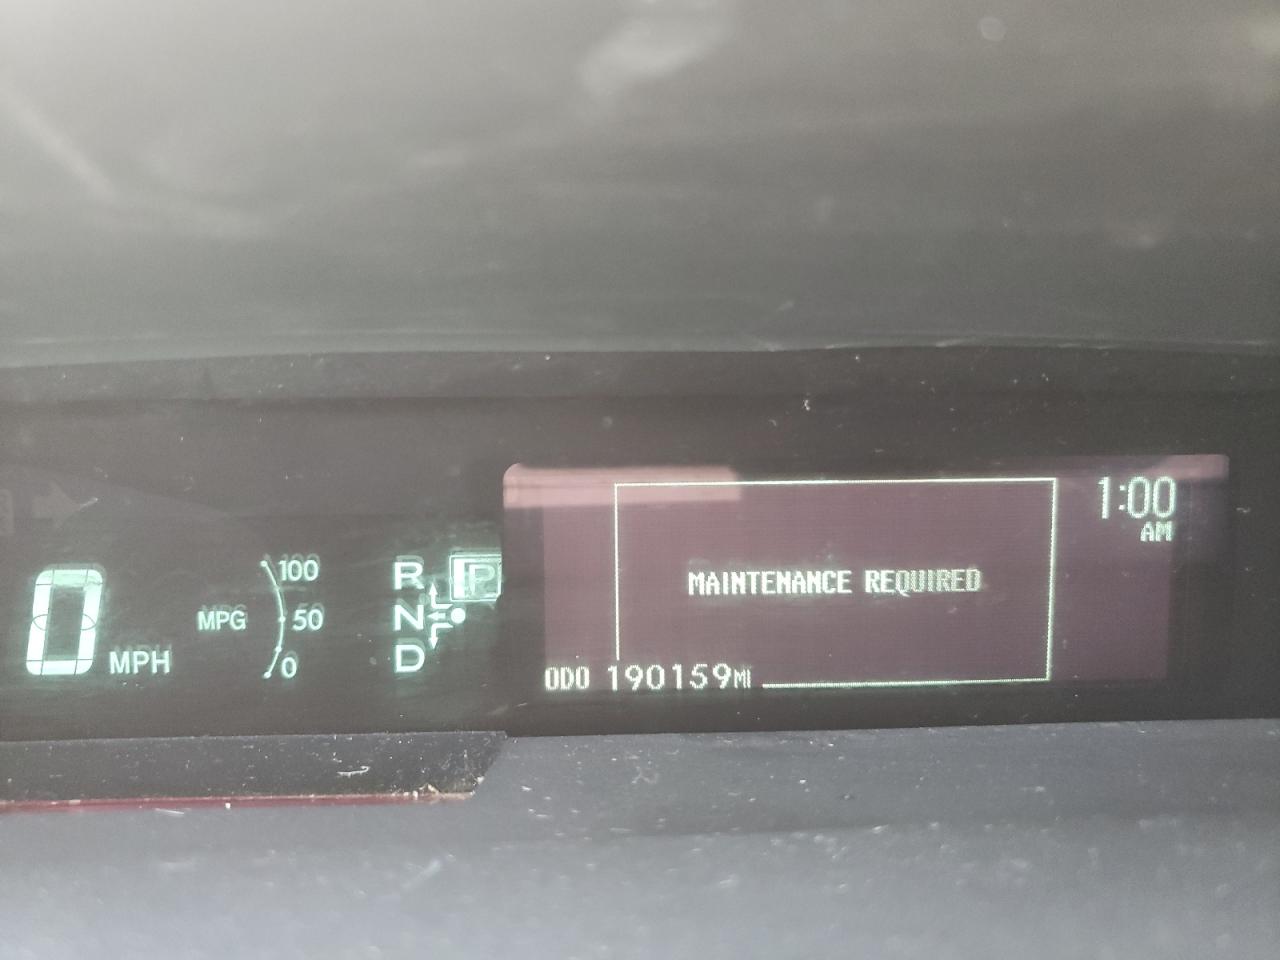 0 MPH
MPG
100
50
0
R
P
N
D
MAINTENANCE REQUIRED
1:00
AM
ODO 190159MI